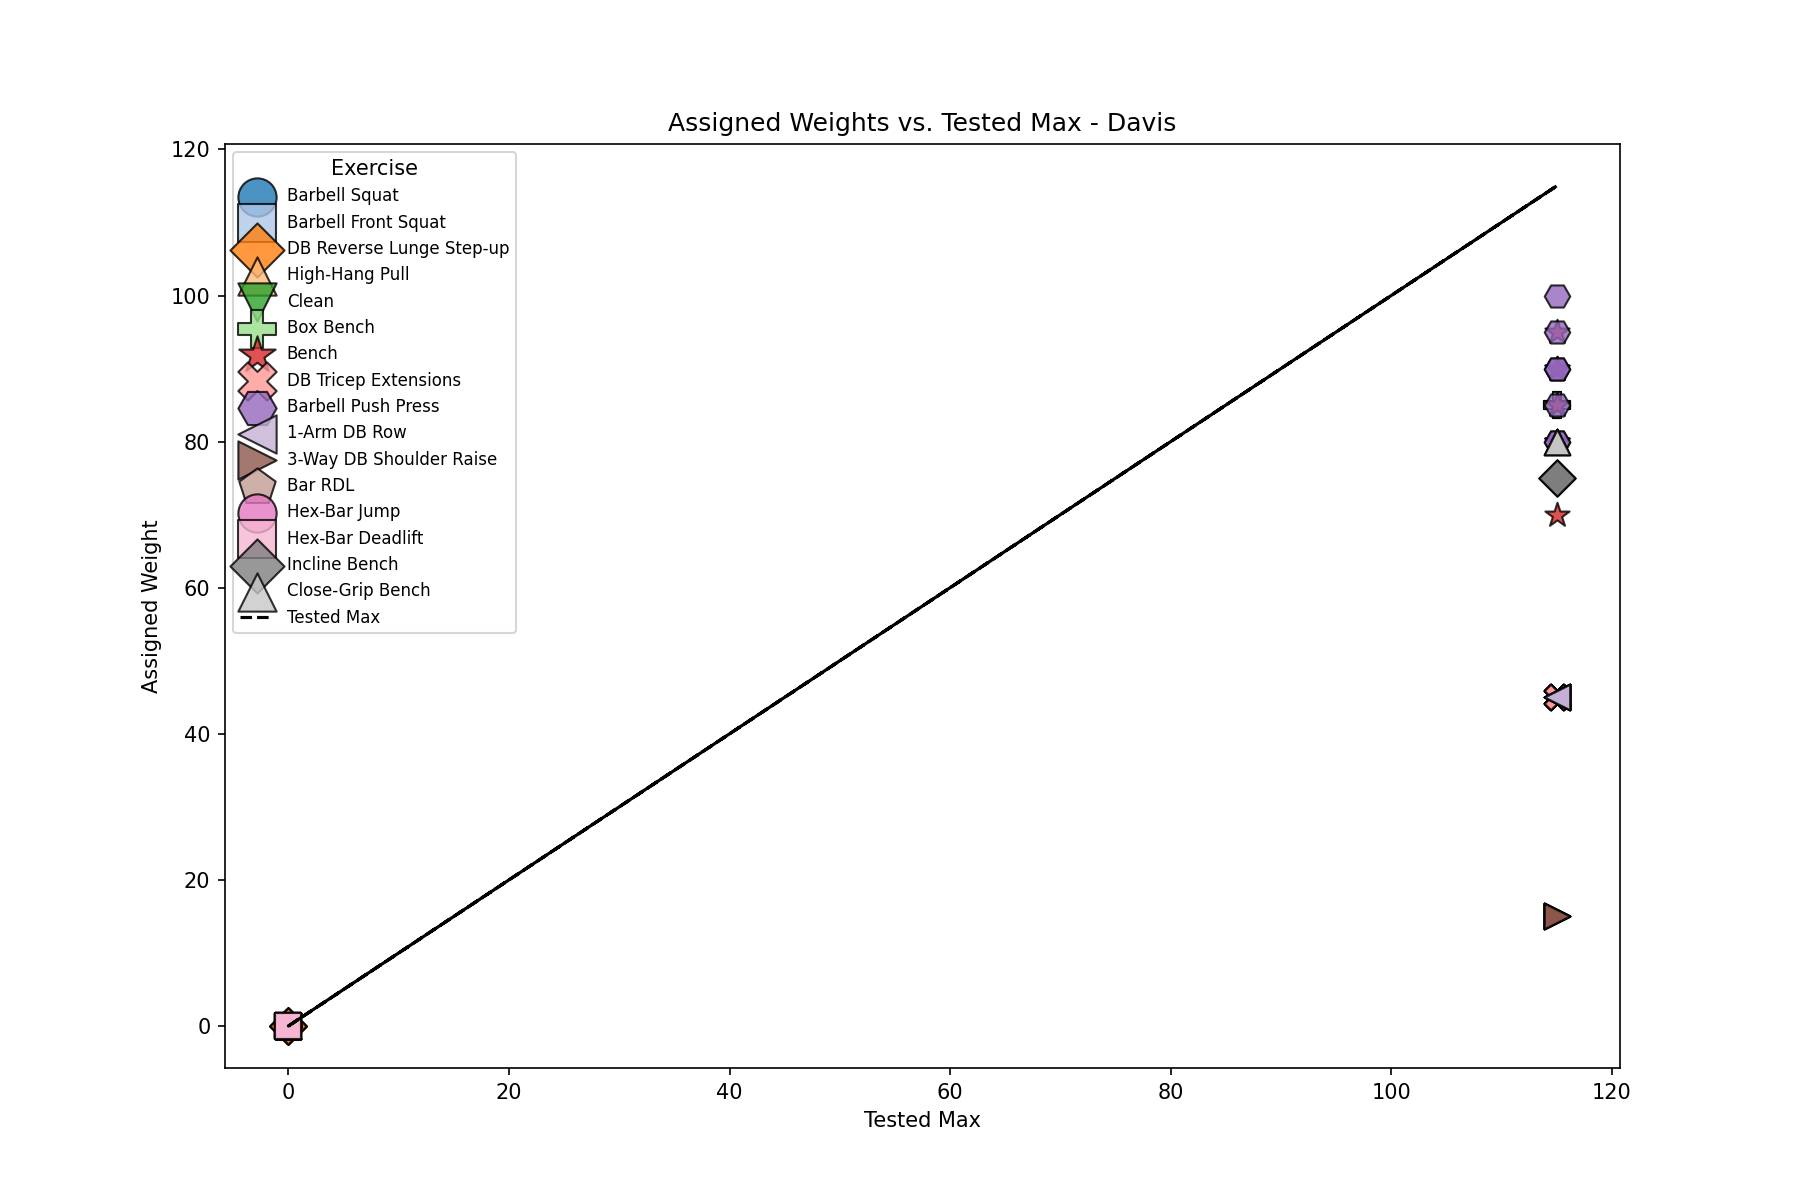 Assigned Weights vs. Tested Max - Davis
120
100
80
60
40
20
0
Assigned Weight
Exercise
Barbell Squat
Barbell Front Squat
DB Reverse Lunge Step-up
High-Hang Pull
Clean
Box Bench
Bench
DB Tricep Extensions
Barbell Push Press
1-Arm DB Row
3-Way DB Shoulder Raise
Bar RDL
Hex-Bar Jump
Hex-Bar Deadlift
Incline Bench
Close-Grip Bench
Tested Max
0 20 40 60 80 100 120
Tested Max